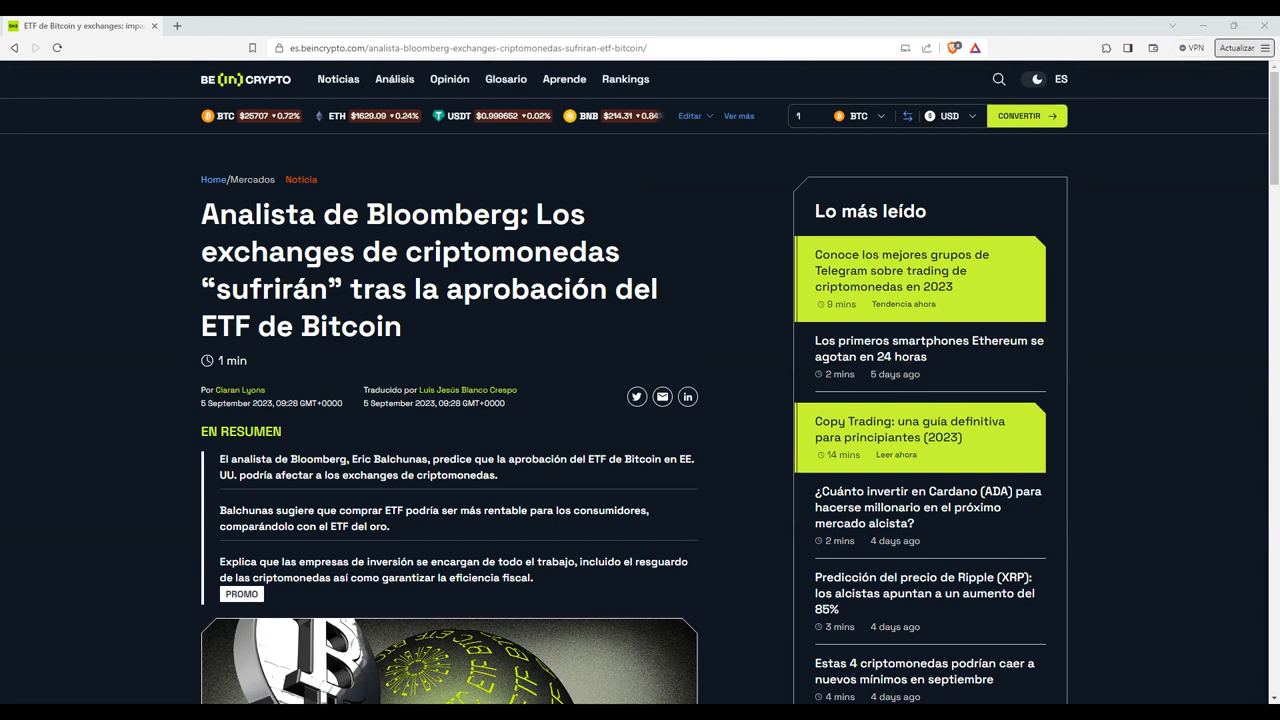 ETF de Bitcoin y exchanges: impa
es.beincrypto.com/analista-bloomberg-exchanges-criptomonedas-sufriran-etf-bitcoin/
VPN
Actualizar
BE[IN]CRYPTO Noticias Análisis Opinión Glosario Aprende Rankings ES
BTC $25707 ▾0.72% ETH $1629.09 ▾0.24% USDT $0.999652 ▾0.02% BNB $214.31 ▾0.84 Editar Ver más 1 BTC USD CONVERTIR
Home/Mercados Noticia
Analista de Bloomberg: Los
exchanges de criptomonedas
“sufrirán” tras la aprobación del
ETF de Bitcoin
1 min
Por Ciaran Lyons
5 September 2023, 09:28 GMT+0000
Traducido por Luis Jesús Blanco Crespo
5 September 2023, 09:28 GMT+0000
EN RESUMEN
El analista de Bloomberg, Eric Balchunas, predice que la aprobación del ETF de Bitcoin en EE.
UU. podría afectar a los exchanges de criptomonedas.
Balchunas sugiere que comprar ETF podría ser más rentable para los consumidores,
comparándolo con el ETF del oro.
Explica que las empresas de inversión se encargan de todo el trabajo, incluido el resguardo
de las criptomonedas así como garantizar la eficiencia fiscal.
PROMO
BTC ETF
ETF
Lo más leído
Conoce los mejores grupos de
Telegram sobre trading de
criptomonedas en 2023
9 mins Tendencia ahora
Los primeros smartphones Ethereum se
agotan en 24 horas
2 mins 5 days ago
Copy Trading: una guía definitiva
para principiantes (2023)
14 mins Leer ahora
¿Cuánto invertir en Cardano (ADA) para
hacerse millonario en el próximo
mercado alcista?
2 mins 4 days ago
Predicción del precio de Ripple (XRP):
los alcistas apuntan a un aumento del
85%
3 mins 4 days ago
Estas 4 criptomonedas podrían caer a
nuevos mínimos en septiembre
4 mins 4 days ago